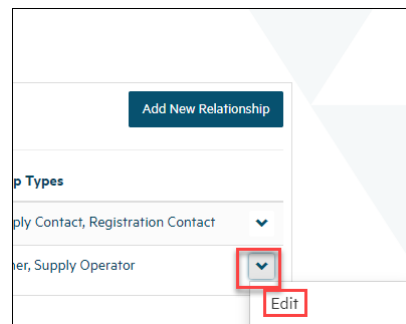 Add New Relationship
p Types
ply Contact, Registration Contact
ner, Supply Operator
Edit